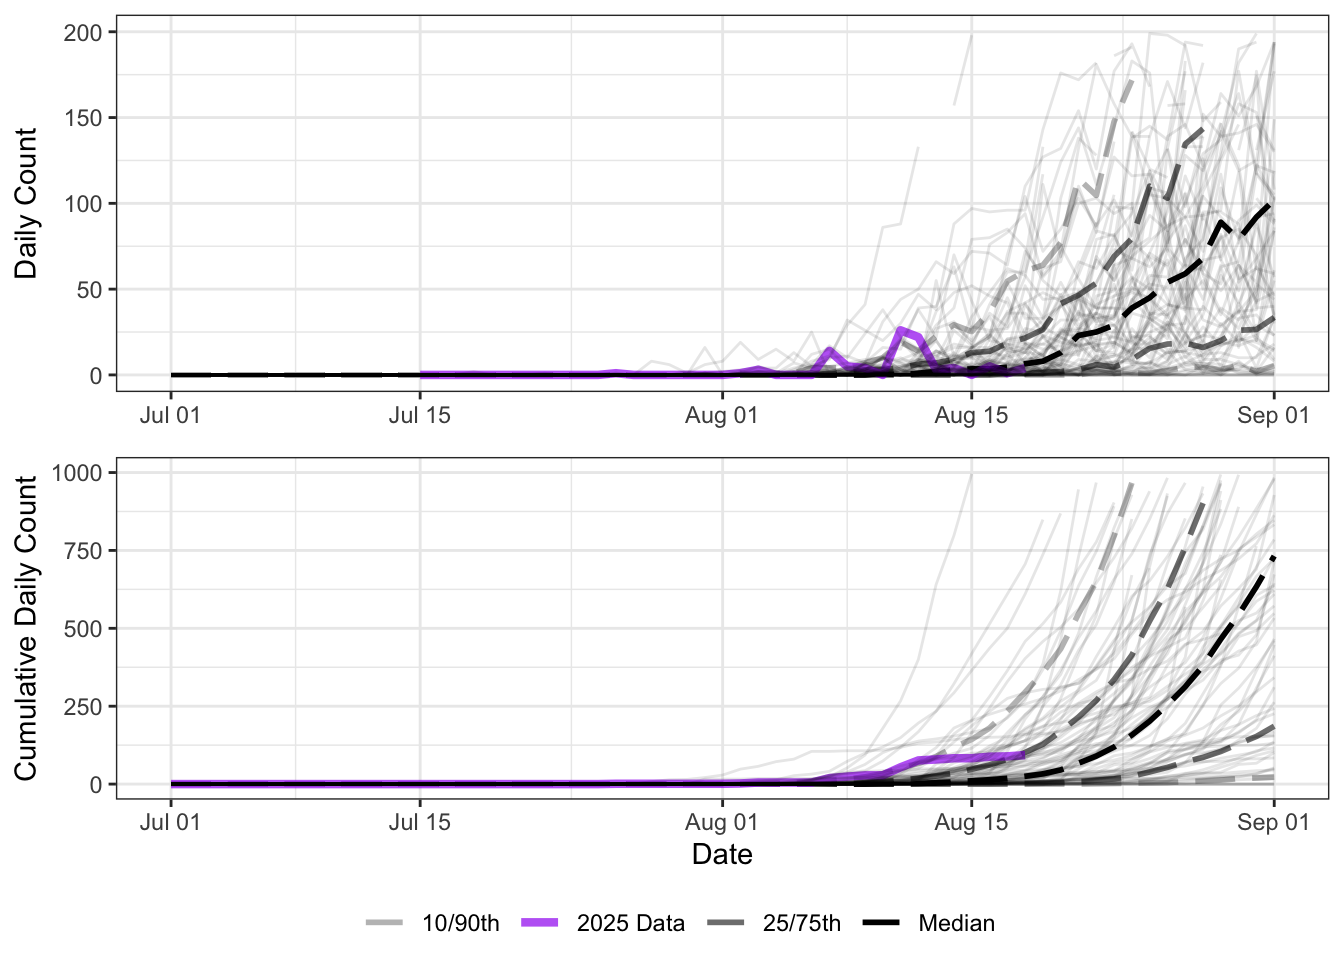 Daily Count
200
150
100
50
0
Jul 01 Jul 15 Aug 01 Aug 15 Sep 01
Cumulative Daily Count
1000
750
500
250
0
Jul 01 Jul 15 Aug 01 Aug 15 Sep 01
Date
10/90th 2025 Data 25/75th Median